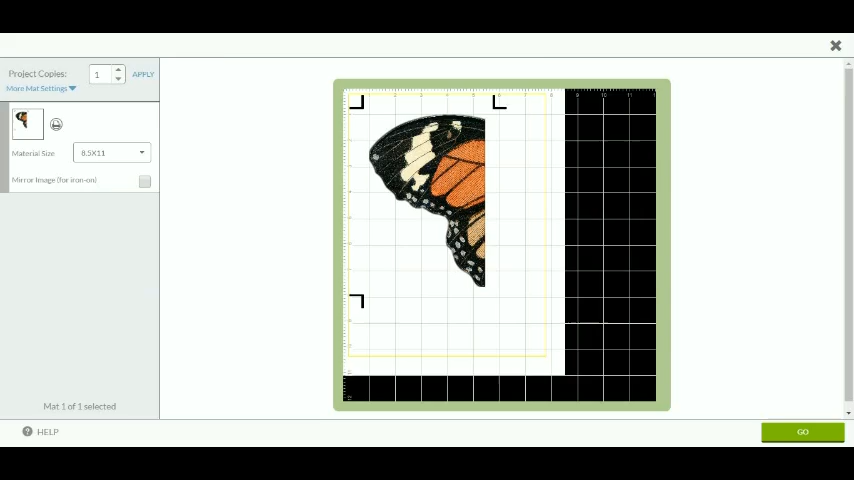 Project Copies: 1 APPLY
More Mat Settings
Material Size 8.5X11
Mirror Image (for iron-on)
Mat 1 of 1 selected
HELP
GO